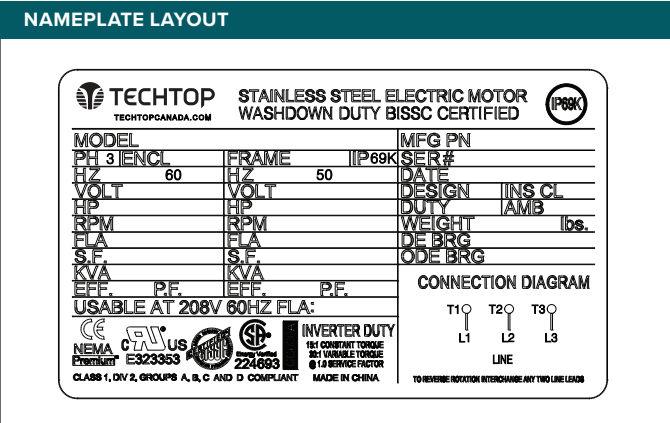 NAMEPLATE LAYOUT
TECHTOP
TECHTOPCANADA.COM
STAINLESS STEEL ELECTRIC MOTOR
WASHDOWN DUTY BISSC CERTIFIED
IP69K
MODEL MFG PN
PH 3 ENCL FRAME IP69K SER#
HZ 60 HZ 50 DATE
VOLT VOLT DESIGN INS CL
HP HP DUTY AMB
RPM RPM WEIGHT lbs.
FLA FLA DE BRG
S.F. S.F. ODE BRG
KVA KVA
EFF. P.F. EFF. P.F.
USABLE AT 208V 60HZ FLA:
CONNECTION DIAGRAM
T1 T2 T3
L1 L2 L3
LINE
TO REVERSE ROTATION INTERCHANGE ANY TWO LINE LEADS
CE
NEMA
Premium
C UR US
E323353
SA
Energy Verified
224693
INVERTER DUTY
15:1 CONSTANT TORQUE
20:1 VARIABLE TORQUE
@ 1.0 SERVICE FACTOR
CLASS 1, DIV 2, GROUPS A, B, C AND D COMPLIANT
MADE IN CHINA